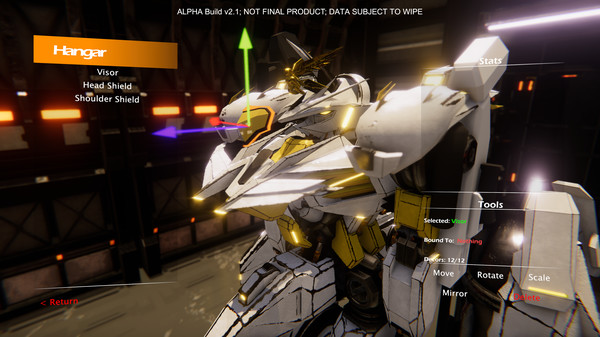 ALPHA Build v2.1; NOT FINAL PRODUCT; DATA SUBJECT TO WIPE
Hangar
Visor
Head Shield
Shoulder Shield
Stats
Tools
Selected: Visor
Bound To:
Decors: 12/12
Move Rotate Scale
Mirror
< Return